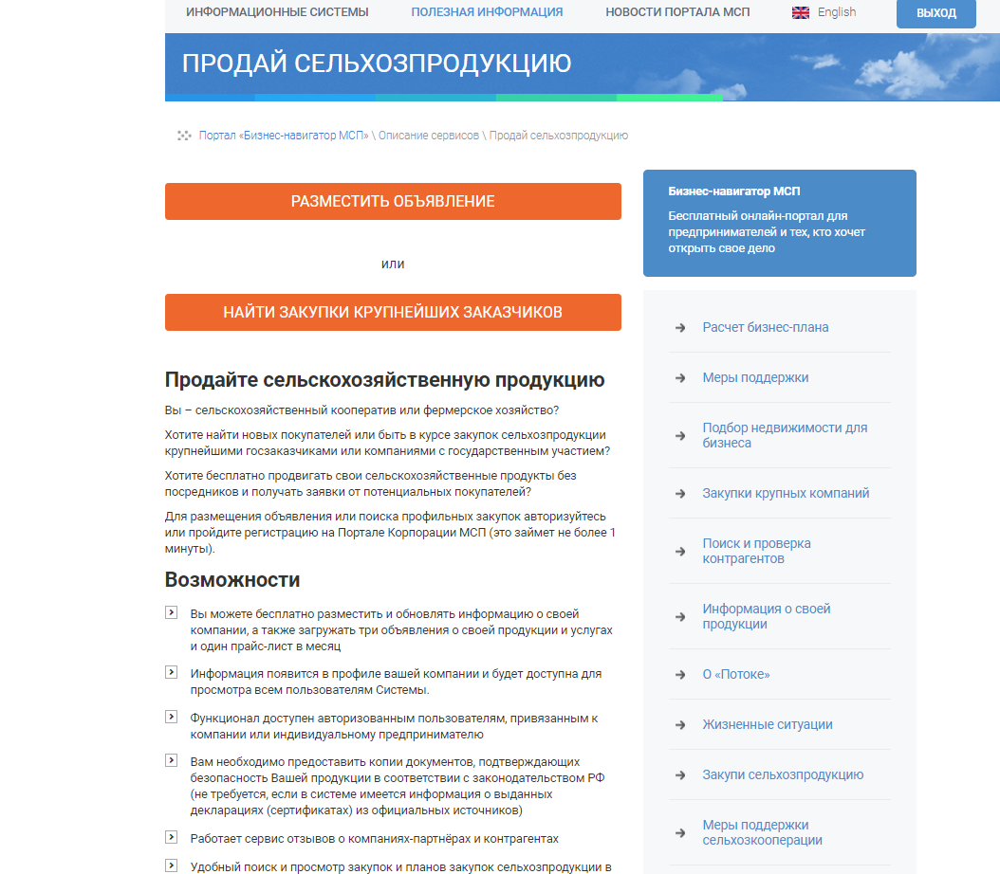 ИНФОРМАЦИОННЫЕ СИСТЕМЫ ПОЛЕЗНАЯ ИНФОРМАЦИЯ НОВОСТИ ПОРТАЛА МСП English ВЫХОД
ПРОДАЙ СЕЛЬХОЗПРОДУКЦИЮ
Портал «Бизнес-навигатор МСП» \ Описание сервисов \ Продай сельхозпродукцию
РАЗМЕСТИТЬ ОБЪЯВЛЕНИЕ
или
НАЙТИ ЗАКУПКИ КРУПНЕЙШИХ ЗАКАЗЧИКОВ
Продайте сельскохозяйственную продукцию
Вы – сельскохозяйственный кооператив или фермерское хозяйство?
Хотите найти новых покупателей или быть в курсе закупок сельхозпродукции
крупнейшими госзаказчиками или компаниями с государственным участием?
Хотите бесплатно продвигать свои сельскохозяйственные продукты без
посредников и получать заявки от потенциальных покупателей?
Для размещения объявления или поиска профильных закупок авторизуйтесь
или пройдите регистрацию на Портале Корпорации МСП (это займет не более 1
минуты).
Возможности
Вы можете бесплатно разместить и обновлять информацию о своей
компании, а также загружать три объявления о своей продукции и услугах
и один прайс-лист в месяц
Информация появится в профиле вашей компании и будет доступна для
просмотра всем пользователям Системы.
Функционал доступен авторизованным пользователям, привязанным к
компании или индивидуальному предпринимателю
Вам необходимо предоставить копии документов, подтверждающих
безопасность Вашей продукции в соответствии с законодательством РФ
(не требуется, если в системе имеется информация о выданных
декларациях (сертификатах) из официальных источников)
Работает сервис отзывов о компаниях-партнёрах и контрагентах
Удобный поиск и просмотр закупок и планов закупок сельхозпродукции в
Бизнес-навигатор МСП
Бесплатный онлайн-портал для
предпринимателей и тех, кто хочет
открыть свое дело
Расчет бизнес-плана
Меры поддержки
Подбор недвижимости для
бизнеса
Закупки крупных компаний
Поиск и проверка
контрагентов
Информация о своей
продукции
О «Потоке»
Жизненные ситуации
Закупи сельхозпродукцию
Меры поддержки
сельхозкооперации